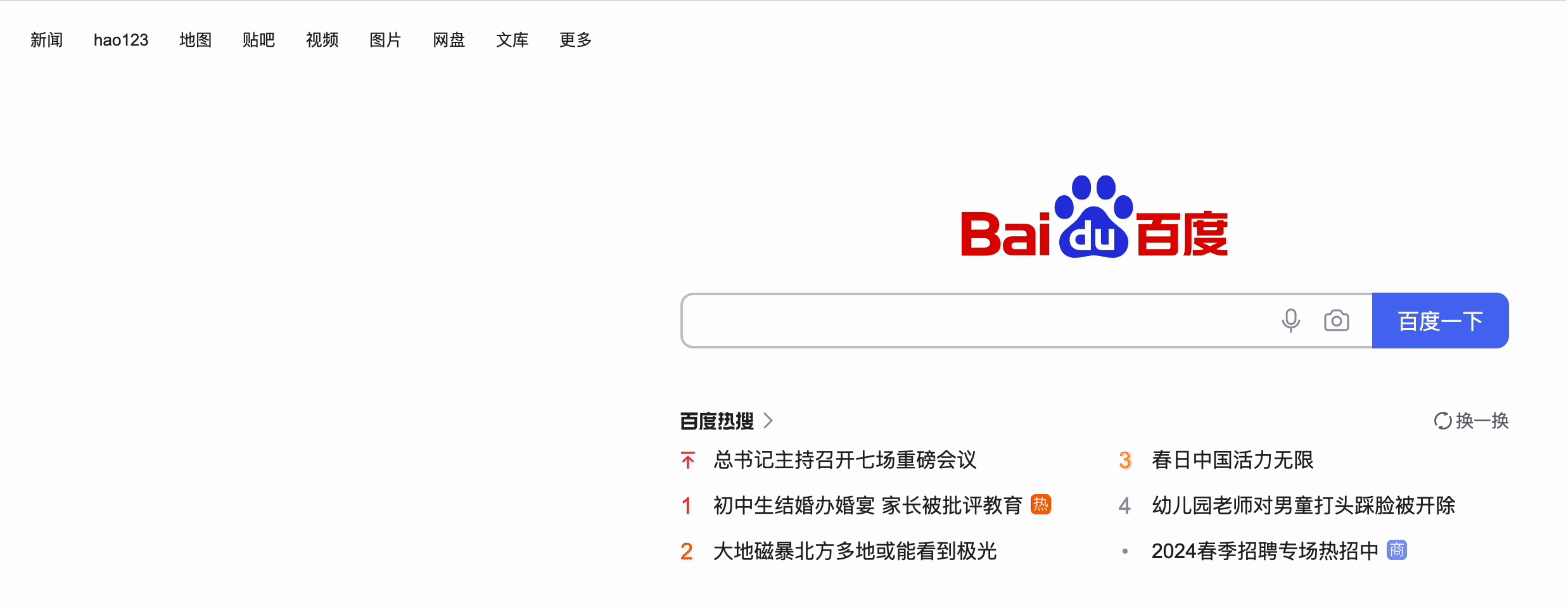 新闻 hao123 地图 贴吧 视频 图片 网盘 文库 更多
Bai du 百度
百度一下
百度热搜 换一换
总书记主持召开七场重磅会议
1 初中生结婚办婚宴 家长被批评教育 热
2 大地磁暴北方多地或能看到极光
3 春日中国活力无限
4 幼儿园老师对男童打头踩脸被开除
• 2024春季招聘专场热招中 商